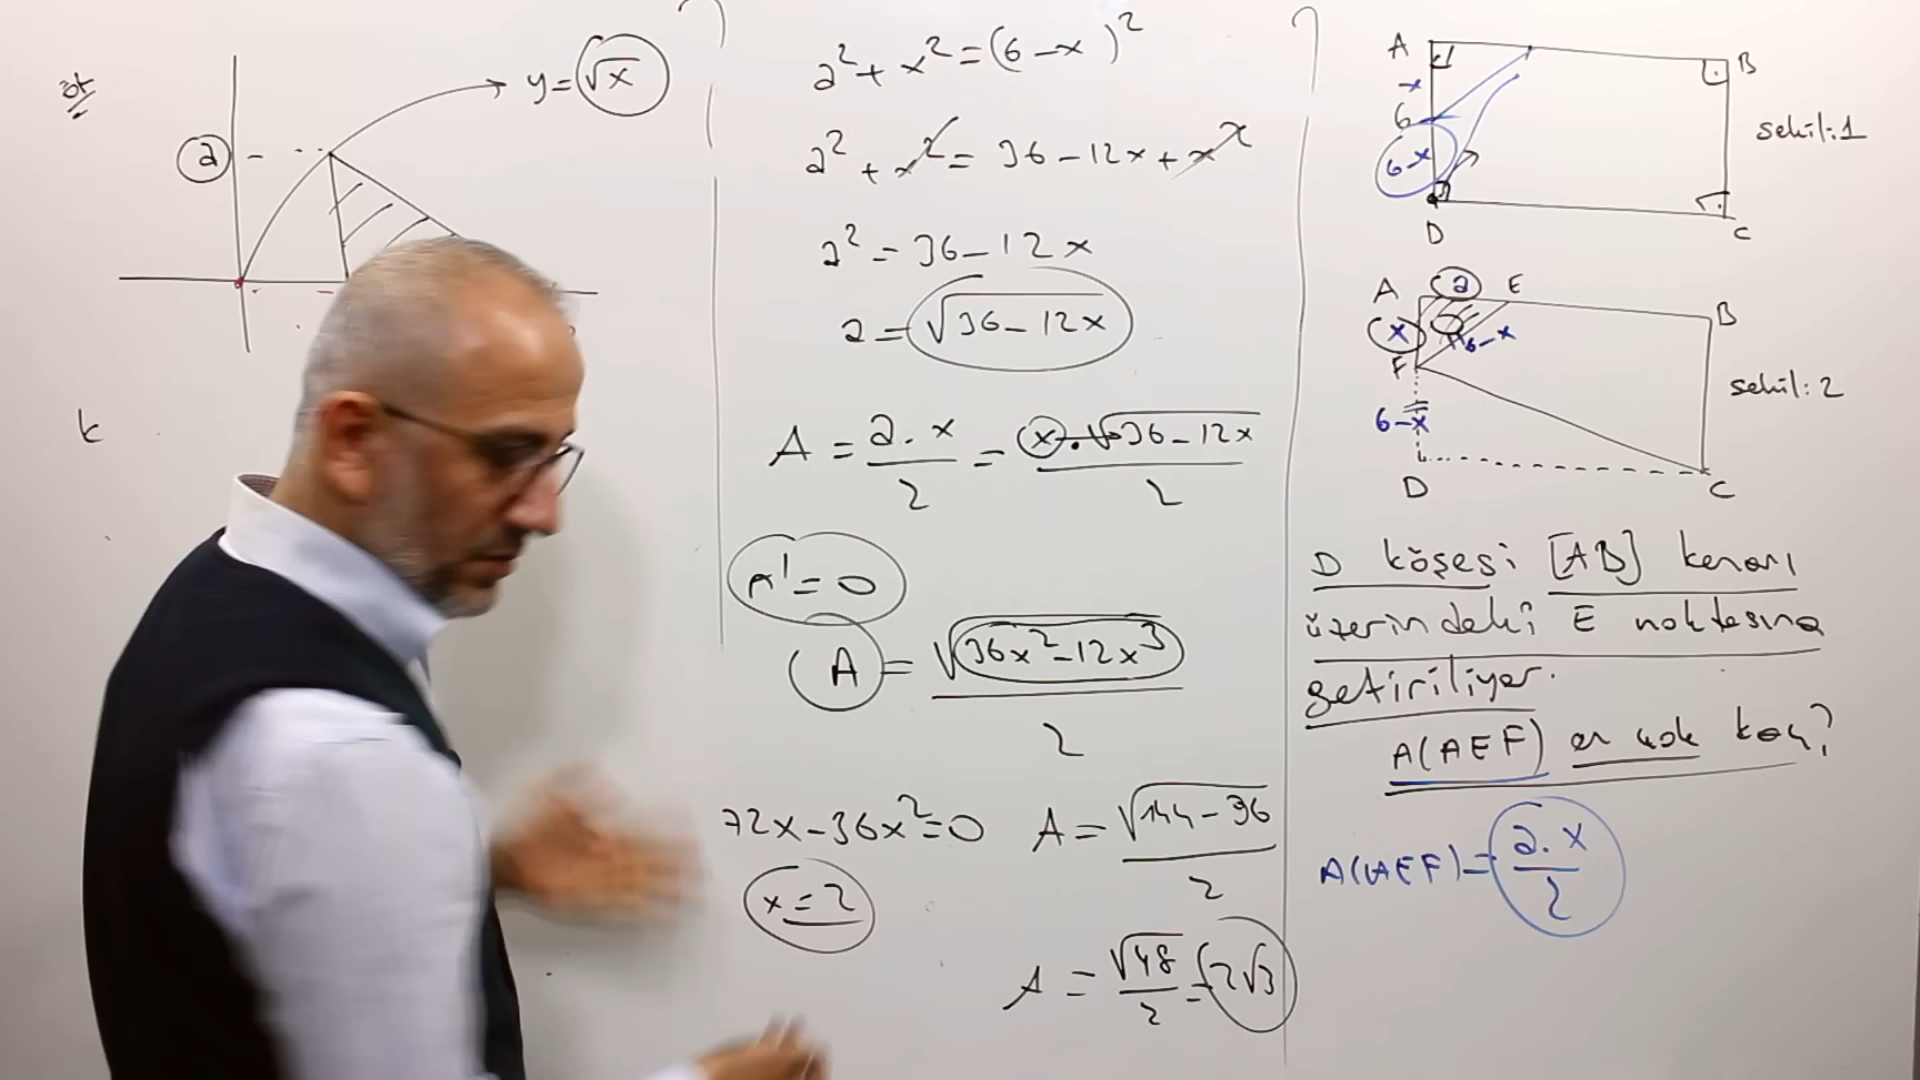 ör
y = √x
a
k
a² + x² = (6 - x)²
a² + x² = 36 - 12x + x²
a² = 36 - 12x
a = √36 - 12x
A = a . x / 2 = x . √36 - 12x / 2
A' = 0
A = √36x² - 12x³ / 2
72x - 36x² = 0
x = 2
A = √144 - 96 / 2
A = √48 / 2 = 2√3
A
B
x
6
6-x
D
C
şekil:1
A
a
E
B
x
6-x
F
6-x
D
C
şekil:2
D köşesi [AB] kenarı
üzerindeki E noktasına
getiriliyor.
A(AEF) en çok kaç?
A(AEF) = a . x / 2